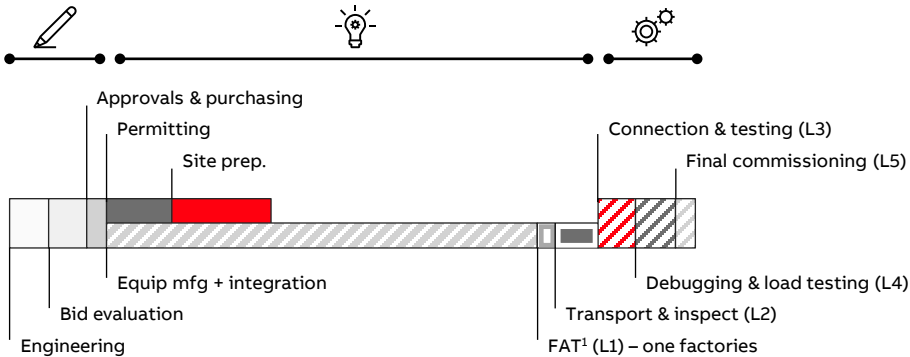 Approvals & purchasing
Permitting
Connection & testing (L3)
Site prep.
Final commissioning (L5)
Equip mfg + integration
Debugging & load testing (L4)
Bid evaluation
Transport & inspect (L2)
Engineering
FAT¹ (L1) – one factories